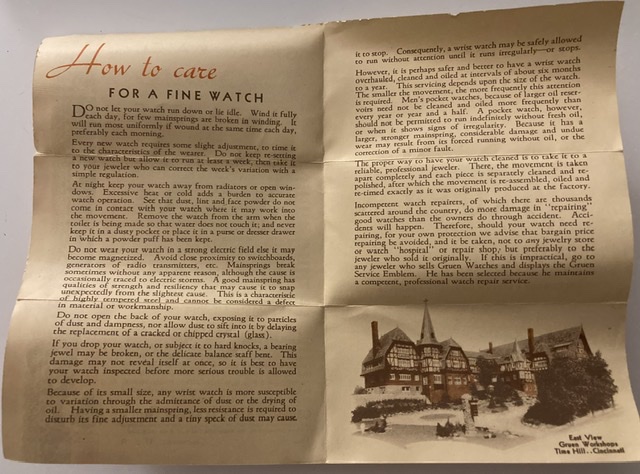 How to care
FOR A FINE WATCH
DO not let your watch run down or lie idle. Wind it fully
each day, for few mainsprings are broken in winding. It
will run most uniformly if wound at the same time each day,
preferably each morning.
Every new watch requires some slight adjustment, to time it
to the characteristics of the wearer. Do not keep re-setting
a new watch but allow it to run at least a week, then take it
to your jeweler who can correct the week's variation with a
simple regulation.
At night keep your watch away from radiators or open win-
dows. Excessive heat or cold adds a burden to accurate
watch operation. See that dust, lint and face powder do not
come in contact with your watch where it may work into
the movement. Remove the watch from the arm when the
toilet is being made so that water does not touch it; and never
keep it in a dusty pocket or place it in a purse or dresser drawer
in which a powder puff has been kept.
Do not wear your watch in a strong electric field else it may
become magnetized. Avoid close proximity to switchboards,
generators of radio transmitters, etc. Mainsprings break
sometimes without any apparent reason, although the cause is
occasionally traced to electric storms. A good mainspring has
qualities of strength and resiliency that may cause it to snap
unexpectedly from the slightest cause. This is a characteristic
of highly tempered steel and cannot be considered a defect
in material or workmanship.
Do not open the back of your watch, exposing it to particles
of dust and dampness, nor allow dust to sift into it by delaying
the replacement of a cracked or chipped crystal (glass).
If you drop your watch, or subject it to hard knocks, a bearing
jewel may be broken, or the delicate balance staff bent. This
damage may not reveal itself at once, so it is best to have
your watch inspected before more serious trouble is allowed
to develop.
Because of its small size, any wrist watch is more susceptible
to variation through the admittance of dust or the drying of
oil. Having a smaller mainspring, less resistance is required to
disturb its fine adjustment and a tiny speck of dust may cause
it to stop. Consequently, a wrist watch may be safely allowed
to run without attention until it runs irregularly—or stops.
However, it is perhaps safer and better to have a wrist watch
overhauled, cleaned and oiled at intervals of about six months
to a year. This servicing depends upon the size of the watch.
The smaller the movement, the more frequently this attention
is required. Men's pocket watches, because of larger oil reser-
voirs need not be cleaned and oiled more frequently than
every year or year and a half. A pocket watch, however,
should not be permitted to run indefinitely without fresh oil,
or when it shows signs of irregularity. Because it has a
larger, stronger mainspring, considerable damage and undue
wear may result from its forced running without oil, or the
correction of a minor fault.
The proper way to have your watch cleaned is to take it to a
reliable, professional jeweler. There, the movement is taken
apart completely and each piece is separately cleaned and re-
polished, after which the movement is re-assembled, oiled and
re-timed exactly as it was originally produced at the factory.
Incompetent watch repairers, of which there are thousands
scattered around the country, do more damage in "repairing"
good watches than the owners do through accident. Acci-
dents will happen. Therefore, should your watch need re-
pairing, for your own protection we advise that bargain price
repairing be avoided, and it be taken, not to any jewelry store
or watch "hospital" or repair shop, but preferably to the
jeweler who sold it originally. If this is impractical, go to
any jeweler who sells Gruen Watches and displays the Gruen
Service Emblem. He has been selected because he maintains
a competent, professional watch repair service.
East View
Gruen Workshops
Time Hill . . Cincinnati